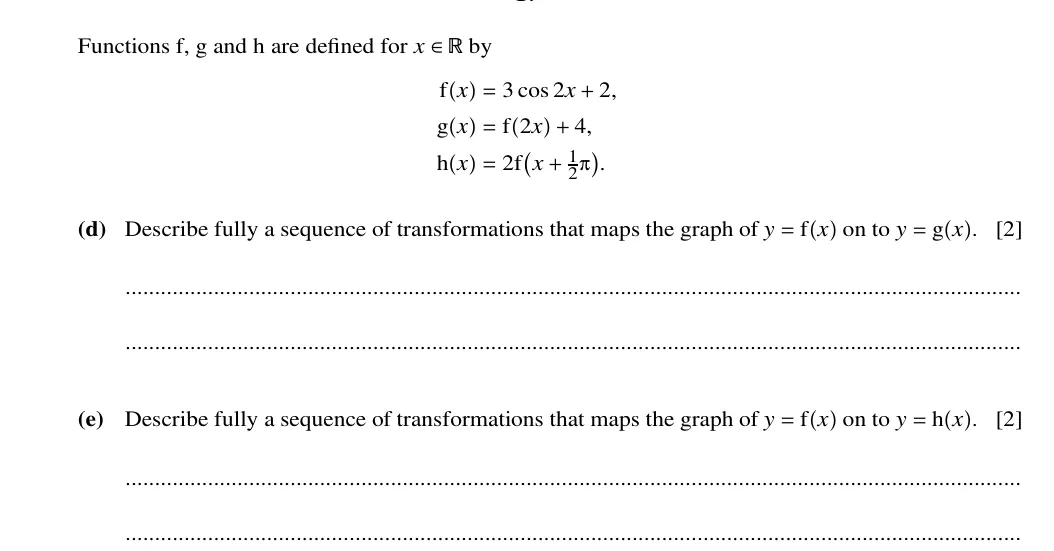 Functions f, g and h are defined for x ∈ ℝ by
f(x) = 3 cos 2x + 2,
g(x) = f(2x) + 4,
h(x) = 2f(x + ½π).
(d) Describe fully a sequence of transformations that maps the graph of y = f(x) on to y = g(x). [2]
(e) Describe fully a sequence of transformations that maps the graph of y = f(x) on to y = h(x). [2]